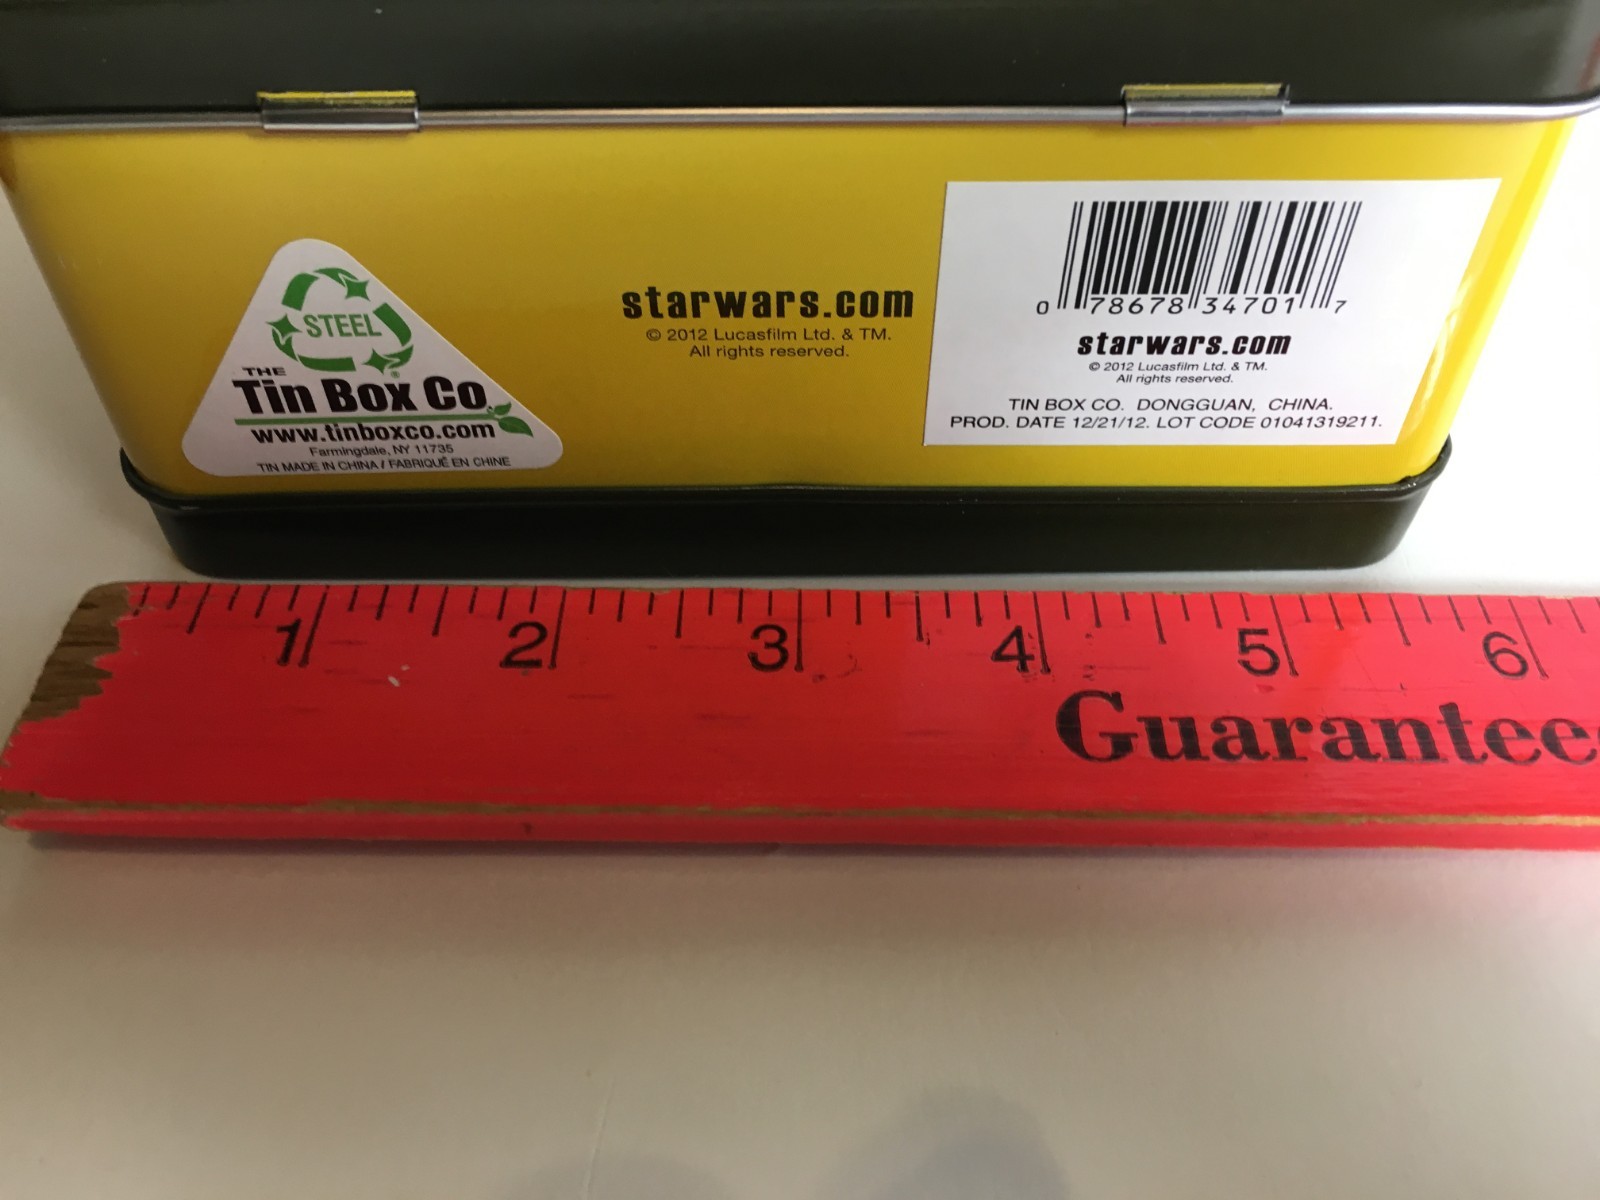 STEEL
®
THE
Tin Box Co.
www.tinboxco.com
Farmingdale, NY 11735
TIN MADE IN CHINA / FABRIQUÉ EN CHINE
starwars.com
© 2012 Lucasfilm Ltd. & TM.
All rights reserved.
0 78678 34701 7
starwars.com
© 2012 Lucasfilm Ltd. & TM.
All rights reserved.
TIN BOX CO. DONGGUAN, CHINA.
PROD. DATE 12/21/12. LOT CODE 01041319211.
1 2 3 4 5 6
Guarantee